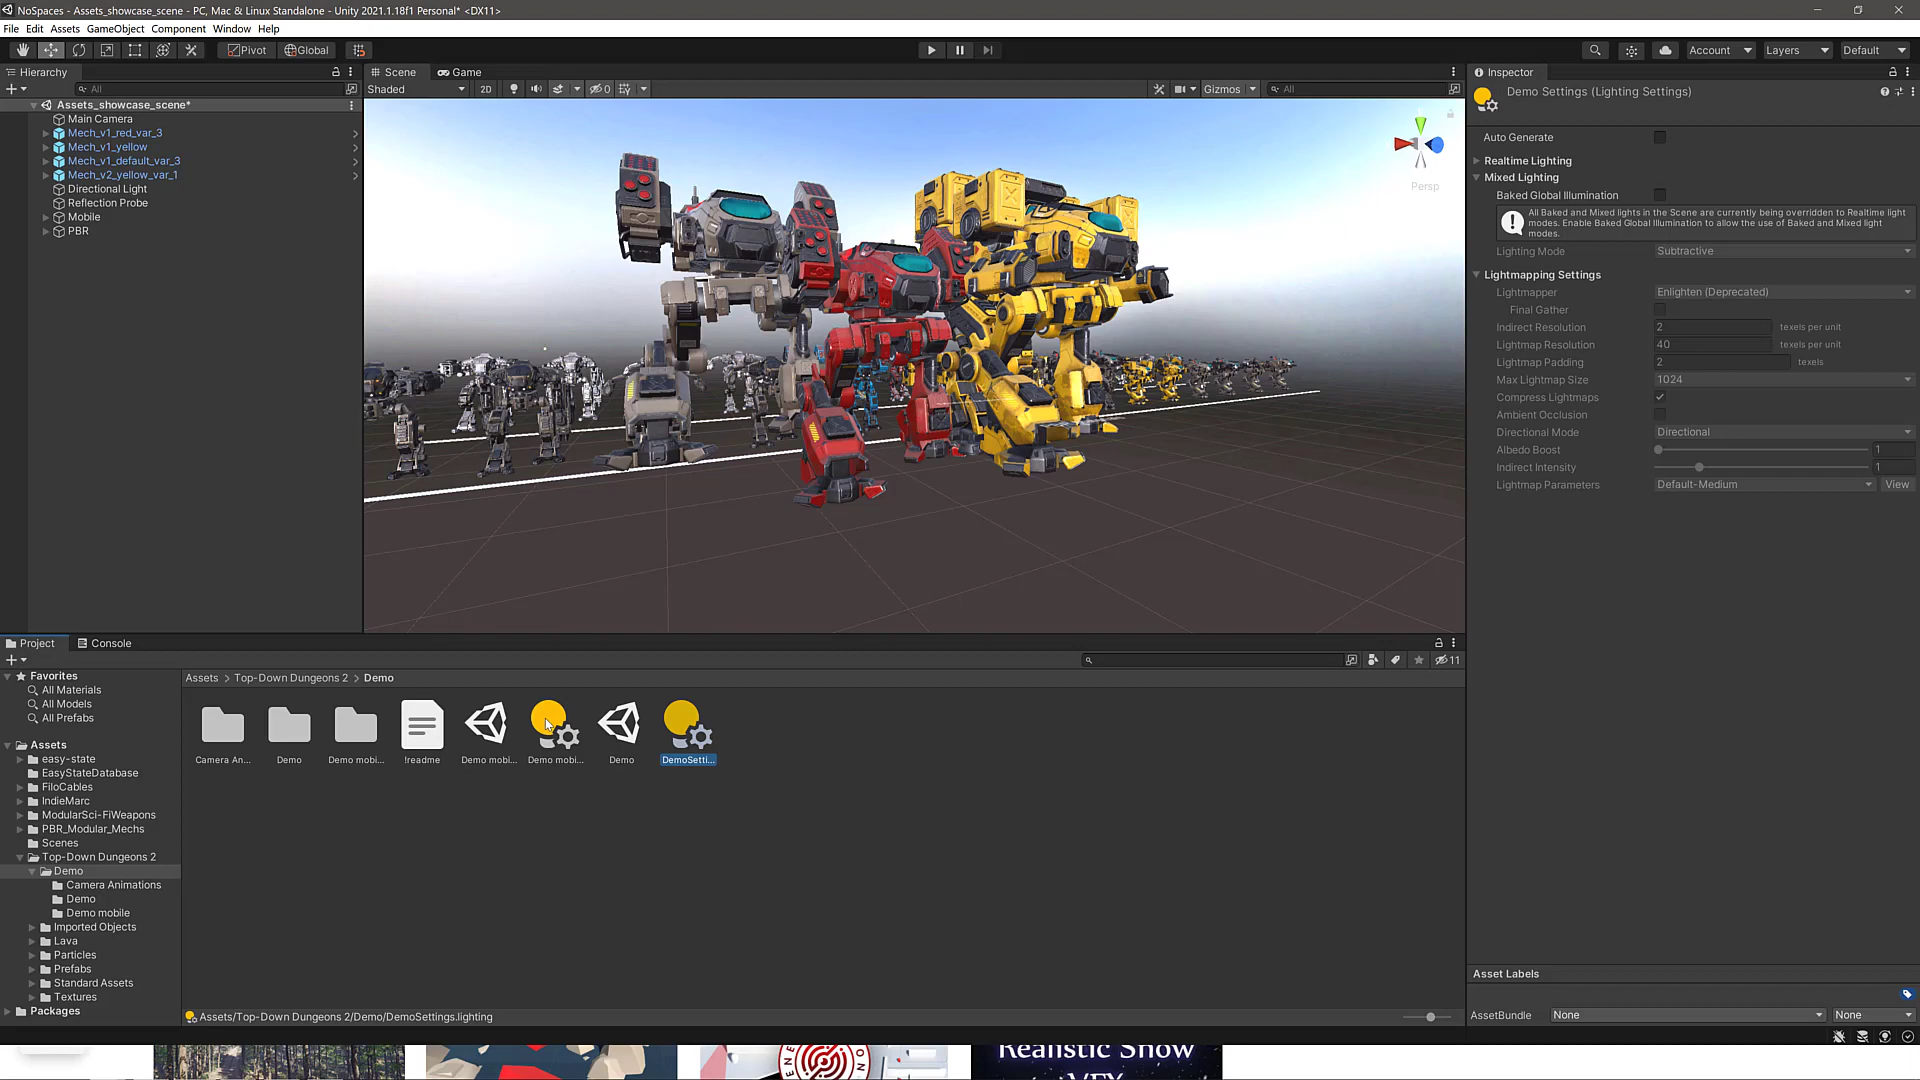 NoSpaces - Assets_showcase_scene - PC, Mac & Linux Standalone - Unity 2021.1.18f1 Personal* <DX11>
File Edit Assets GameObject Component Window Help
Pivot Global Account Layers Default
Hierarchy
All
Assets_showcase_scene*
Main Camera
Mech_v1_red_var_3
Mech_v1_yellow
Mech_v1_default_var_3
Mech_v2_yellow_var_1
Directional Light
Reflection Probe
Mobile
PBR
Scene Game
Shaded 2D 0 Gizmos All
Persp
Inspector
Demo Settings (Lighting Settings)
Auto Generate
Realtime Lighting
Mixed Lighting
Baked Global Illumination
All Baked and Mixed lights in the Scene are currently being overridden to Realtime light
modes. Enable Baked Global Illumination to allow the use of Baked and Mixed light
modes.
Lighting Mode Subtractive
Lightmapping Settings
Lightmapper Enlighten (Deprecated)
Final Gather
Indirect Resolution 2 texels per unit
Lightmap Resolution 40 texels per unit
Lightmap Padding 2 texels
Max Lightmap Size 1024
Compress Lightmaps
Ambient Occlusion
Directional Mode Directional
Albedo Boost 1
Indirect Intensity 1
Lightmap Parameters Default-Medium View
Project Console
11
Favorites
All Materials
All Models
All Prefabs
Assets
easy-state
EasyStateDatabase
FiloCables
IndieMarc
ModularSci-FiWeapons
PBR_Modular_Mechs
Scenes
Top-Down Dungeons 2
Demo
Camera Animations
Demo
Demo mobile
Imported Objects
Lava
Particles
Prefabs
Standard Assets
Textures
Packages
Assets > Top-Down Dungeons 2 > Demo
Camera An... Demo Demo mobi... !readme Demo mobi... Demo mobi... Demo DemoSetti...
Assets/Top-Down Dungeons 2/Demo/DemoSettings.lighting
Asset Labels
AssetBundle None None
Realistic Snow
VFX